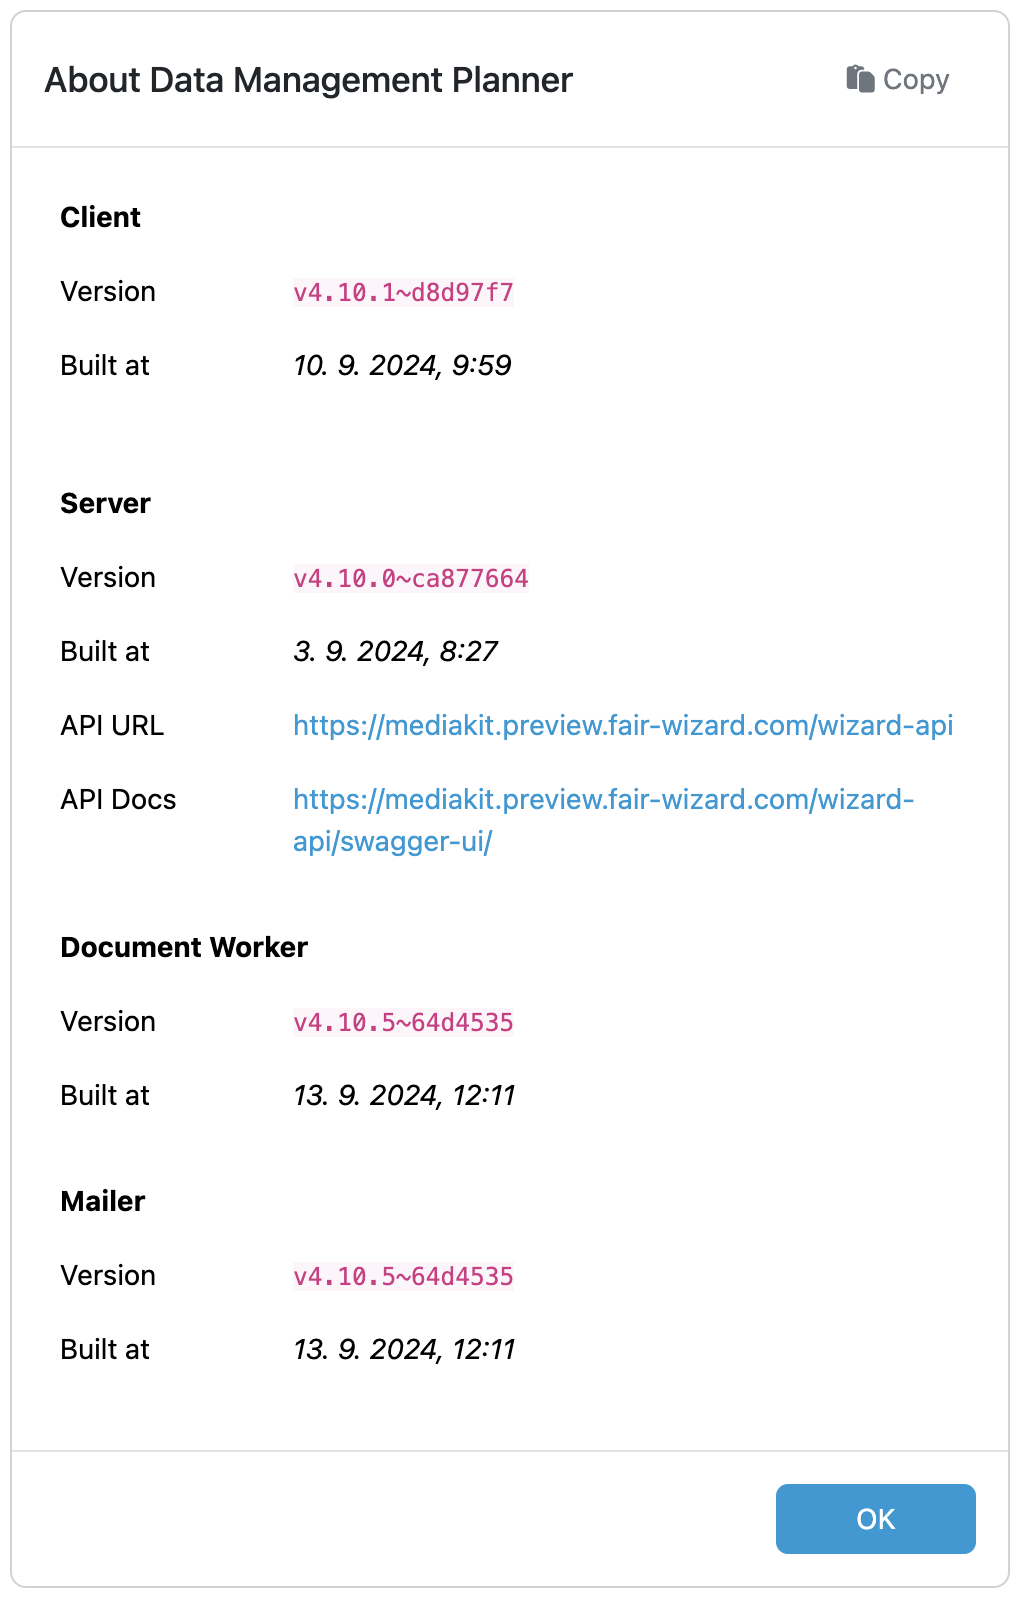 About Data Management Planner
Copy
Client
Version v4.10.1~d8d97f7
Built at 10. 9. 2024, 9:59
Server
Version v4.10.0~ca877664
Built at 3. 9. 2024, 8:27
API URL https://mediakit.preview.fair-wizard.com/wizard-api
API Docs https://mediakit.preview.fair-wizard.com/wizard-
api/swagger-ui/
Document Worker
Version v4.10.5~64d4535
Built at 13. 9. 2024, 12:11
Mailer
Version v4.10.5~64d4535
Built at 13. 9. 2024, 12:11
OK